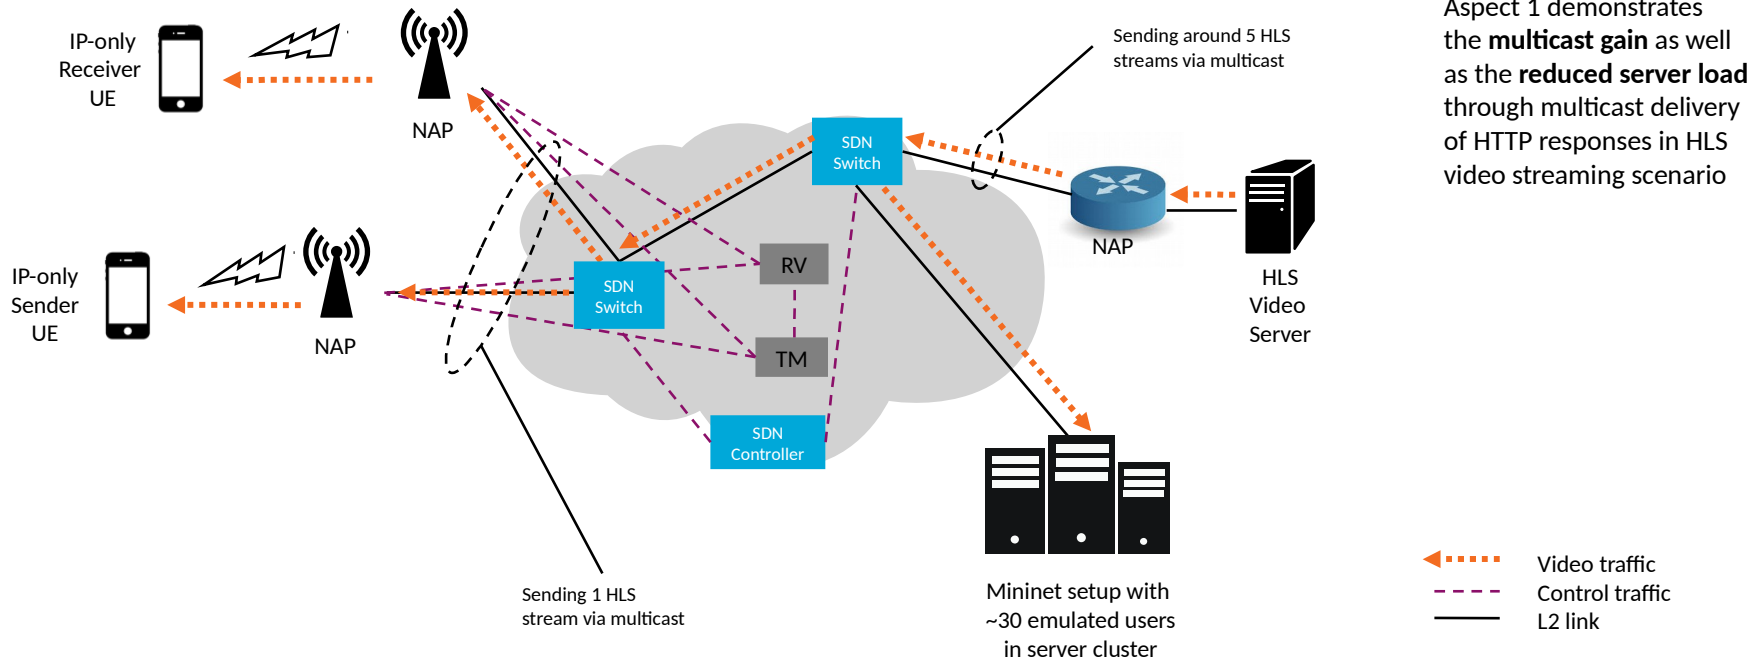 IP-only
Receiver
UE
NAP
Sending around 5 HLS
streams via multicast
Aspect 1 demonstrates
the multicast gain as well
as the reduced server load
through multicast delivery
of HTTP responses in HLS
video streaming scenario
SDN
Switch
NAP
HLS
Video
Server
IP-only
Sender
UE
NAP
SDN
Switch
RV
TM
SDN
Controller
Sending 1 HLS
stream via multicast
Mininet setup with
~30 emulated users
in server cluster
Video traffic
Control traffic
L2 link